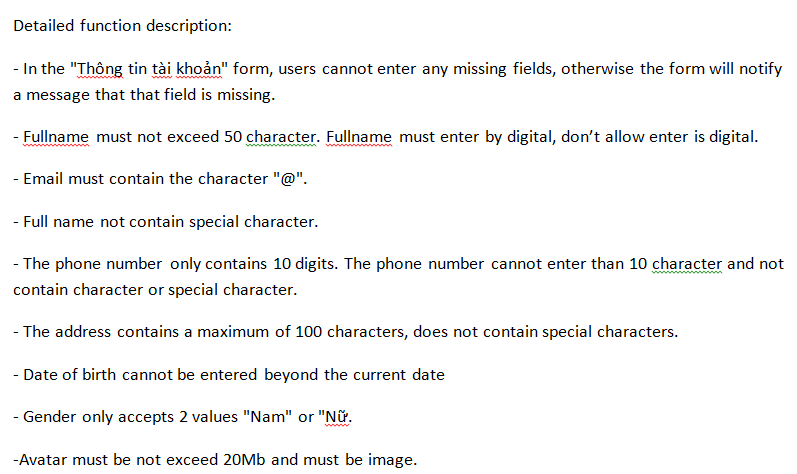 Detailed function description:
- In the "Thông tin tài khoản" form, users cannot enter any missing fields, otherwise the form will notify
a message that that field is missing.
- Fullname must not exceed 50 character. Fullname must enter by digital, don’t allow enter is digital.
- Email must contain the character "@".
- Full name not contain special character.
- The phone number only contains 10 digits. The phone number cannot enter than 10 character and not
contain character or special character.
- The address contains a maximum of 100 characters, does not contain special characters.
- Date of birth cannot be entered beyond the current date
- Gender only accepts 2 values "Nam" or "Nữ.
-Avatar must be not exceed 20Mb and must be image.